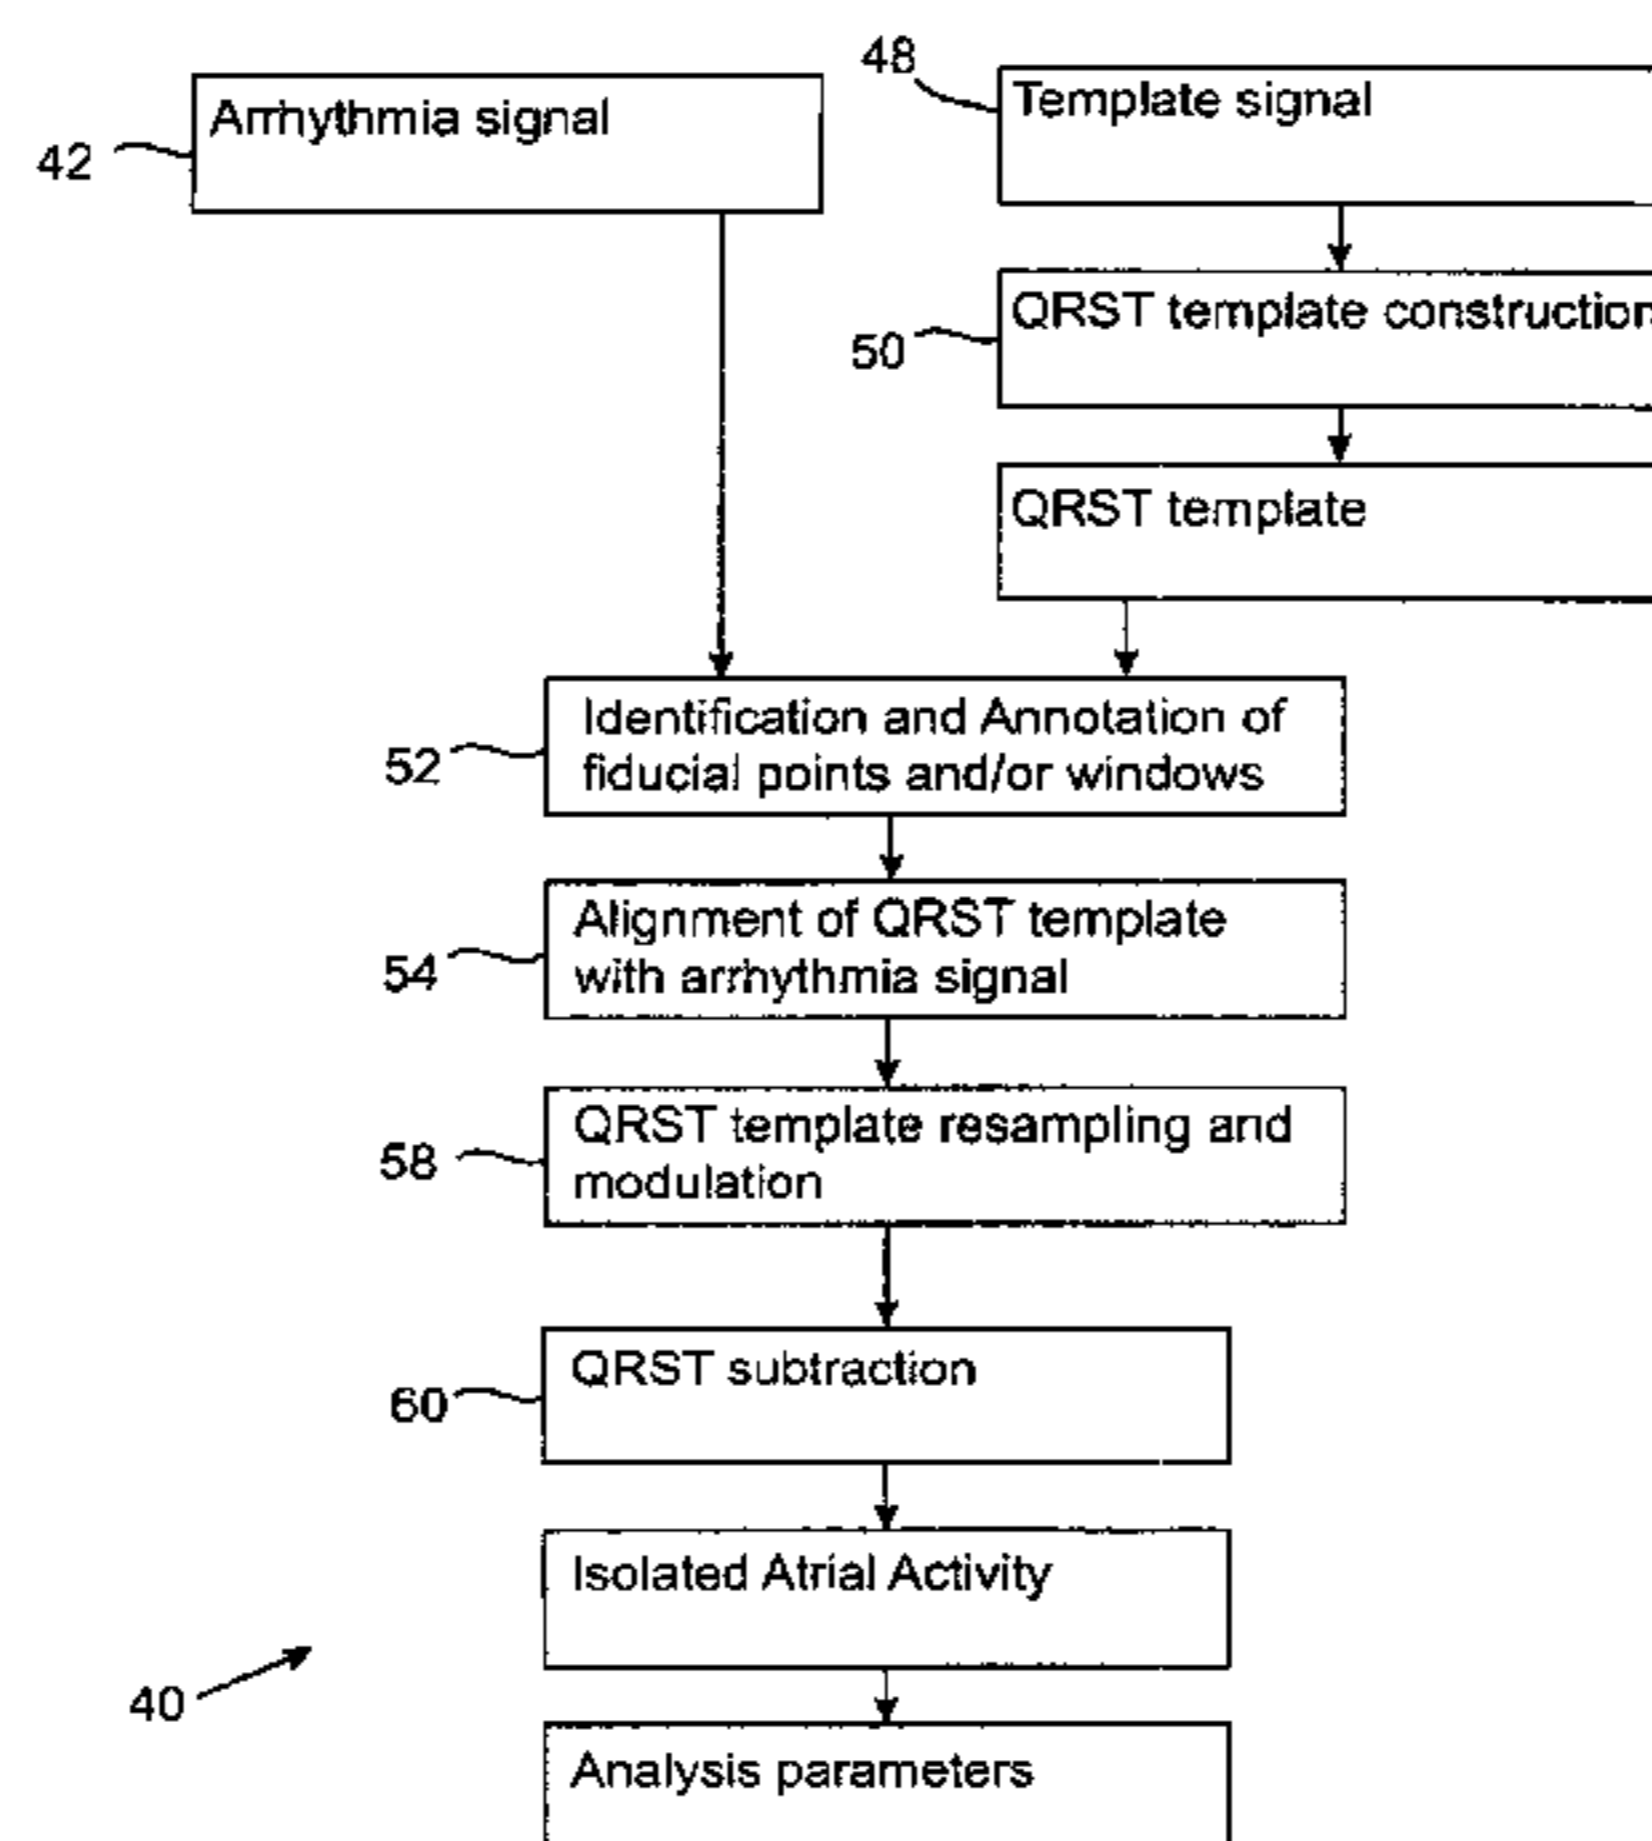 48
Arrhythmia signal
Template signal
42
QRST template construction
50
QRST template
Identification and Annotation of
fiducial points and/or windows
52
Alignment of QRST template
with arrhythmia signal
54
QRST template resampling and
modulation
58
QRST subtraction
60
Isolated Atrial Activity
40
Analysis parameters